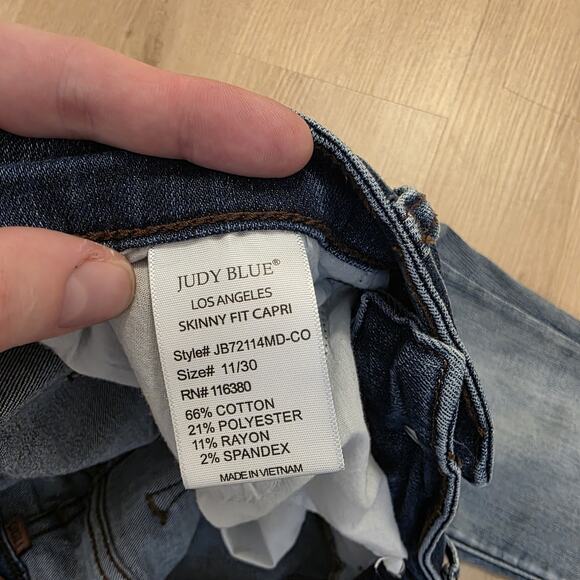 JUDY BLUE®
LOS ANGELES
SKINNY FIT CAPRI
Style# JB72114MD-CO
Size# 11/30
RN# 116380
66% COTTON
21% POLYESTER
11% RAYON
2% SPANDEX
MADE IN VIETNAM